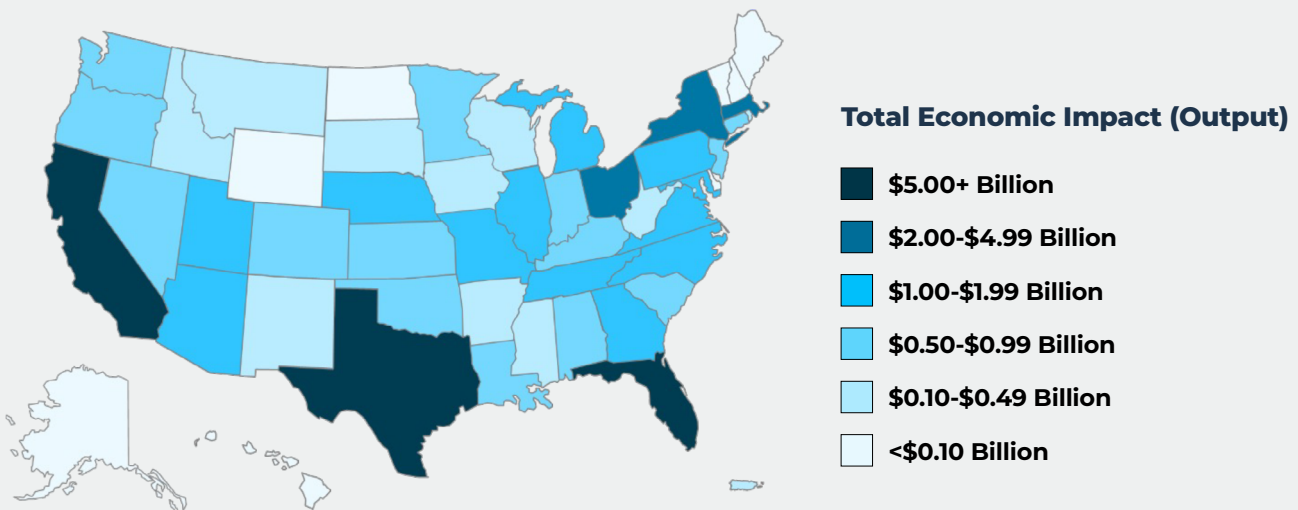 Total Economic Impact (Output)
$5.00+ Billion
$2.00-$4.99 Billion
$1.00-$1.99 Billion
$0.50-$0.99 Billion
$0.10-$0.49 Billion
<$0.10 Billion